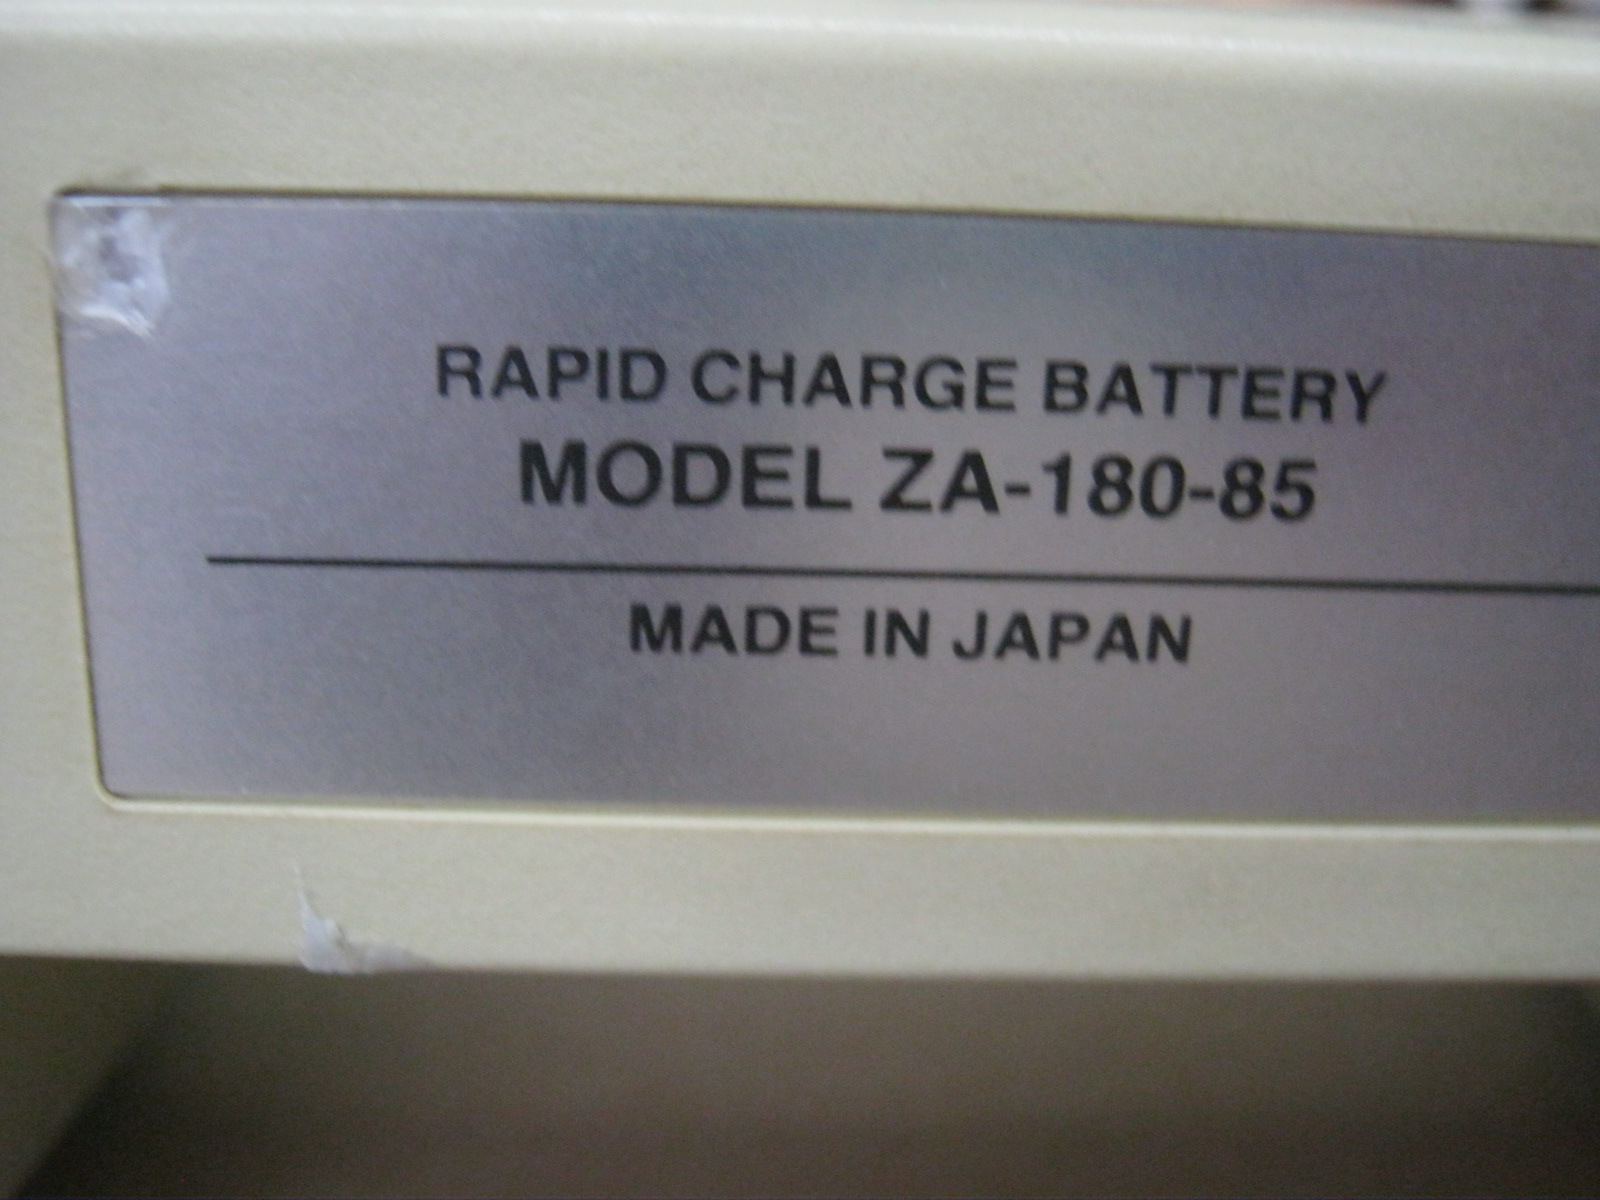 RAPID CHARGE BATTERY
MODEL ZA-180-85
MADE IN JAPAN